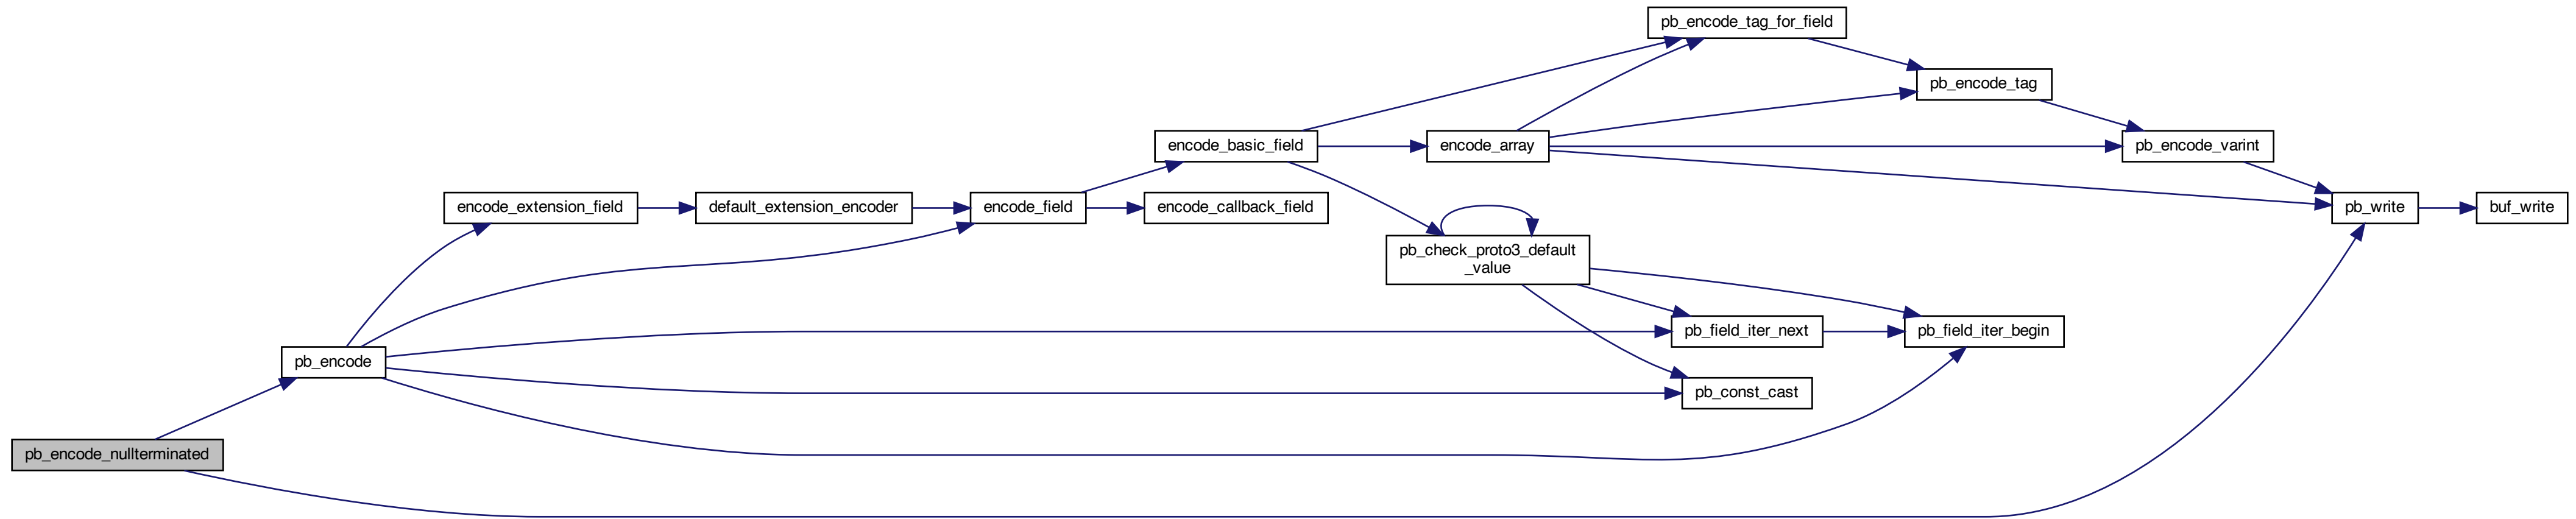 pb_encode_tag_for_field
pb_encode_tag
encode_basic_field
encode_array
pb_encode_varint
encode_extension_field
default_extension_encoder
encode_field
encode_callback_field
pb_write
buf_write
pb_check_proto3_default
_value
pb_field_iter_next
pb_field_iter_begin
pb_encode
pb_const_cast
pb_encode_nullterminated